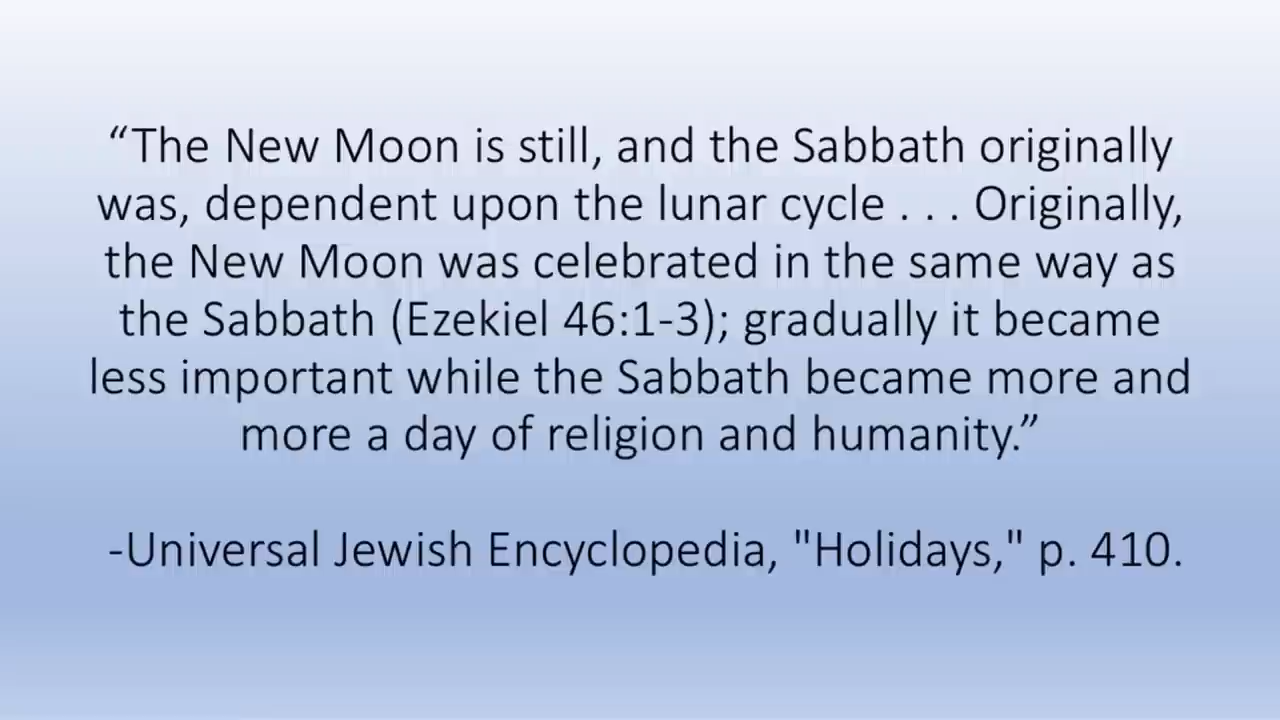 “The New Moon is still, and the Sabbath originally
was, dependent upon the lunar cycle . . . Originally,
the New Moon was celebrated in the same way as
the Sabbath (Ezekiel 46:1-3); gradually it became
less important while the Sabbath became more and
more a day of religion and humanity.”
-Universal Jewish Encyclopedia, "Holidays," p. 410.